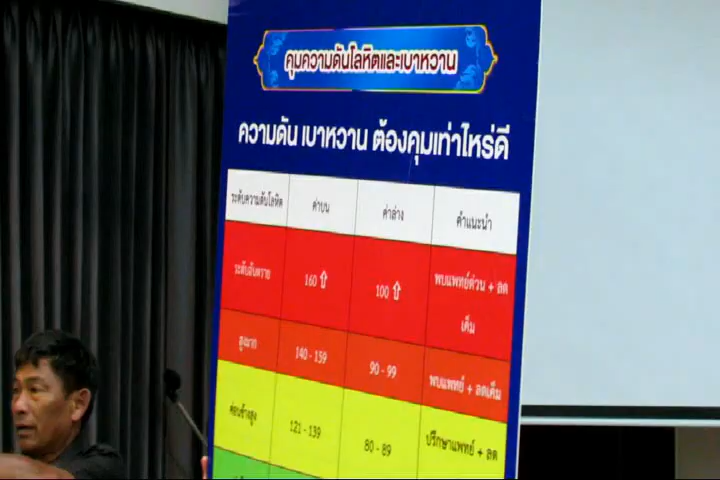 คุมความดันโลหิตและเบาหวาน
ความดัน เบาหวาน ต้องคุมเท่าไหร่ดี
ระดับความดันโลหิต ค่าบน ค่าล่าง คำแนะนำ
ระดับอันตราย 160 ⇧ 100 ⇧ พบแพทย์ด่วน + ลด
เค็ม
สูงมาก 140 - 159 90 - 99 พบแพทย์ + ลดเค็ม
ค่อนข้างสูง 121 - 139 80 - 89 ปรึกษาแพทย์ + ลด